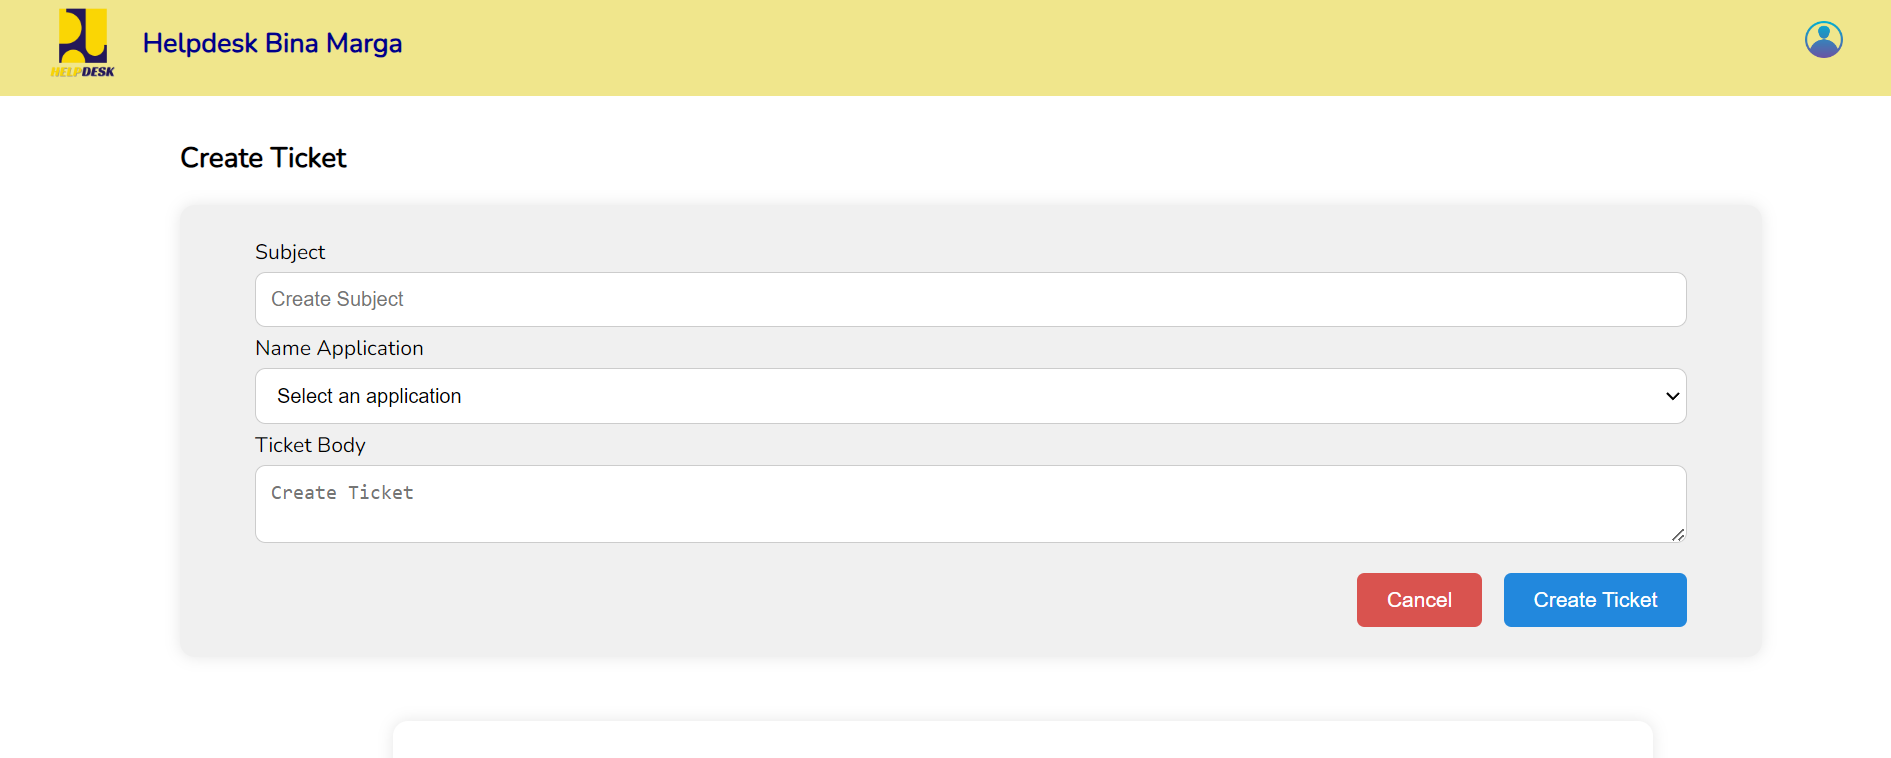 HELPDESK
Helpdesk Bina Marga
Create Ticket
Subject
Create Subject
Name Application
Select an application
Ticket Body
Create Ticket
Cancel
Create Ticket